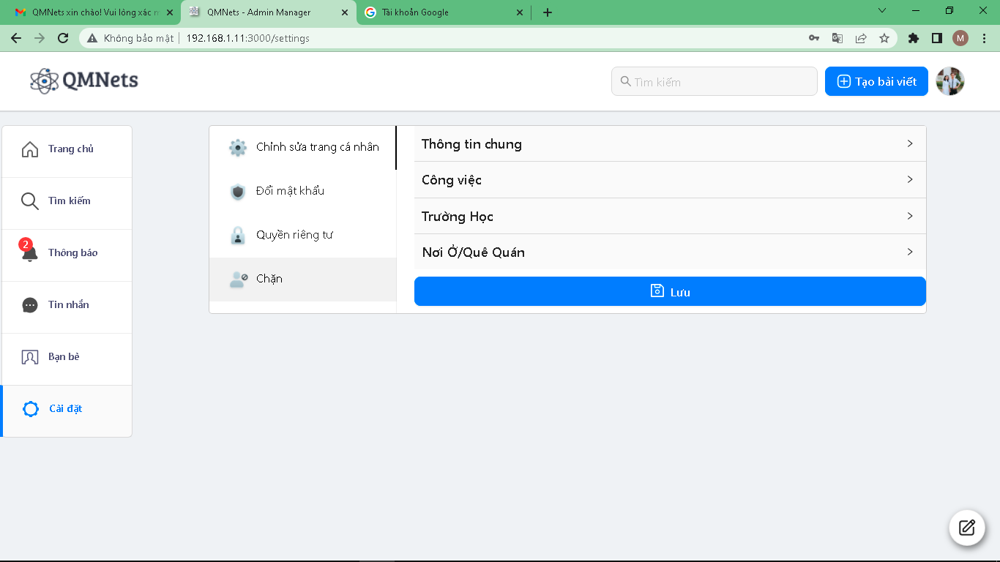 QMNets xin chào! Vui lòng xác m
QMNets - Admin Manager
Tài khoản Google
Không bảo mật
192.168.1.11:3000/settings
M
QMNets
Tìm kiếm
Tạo bài viết
Trang chủ
Tìm kiếm
2
Thông báo
Tin nhắn
Bạn bè
Cài đặt
Chỉnh sửa trang cá nhân
Đổi mật khẩu
Quyền riêng tư
Chặn
Thông tin chung
Công việc
Trường Học
Nơi Ở/Quê Quán
Lưu